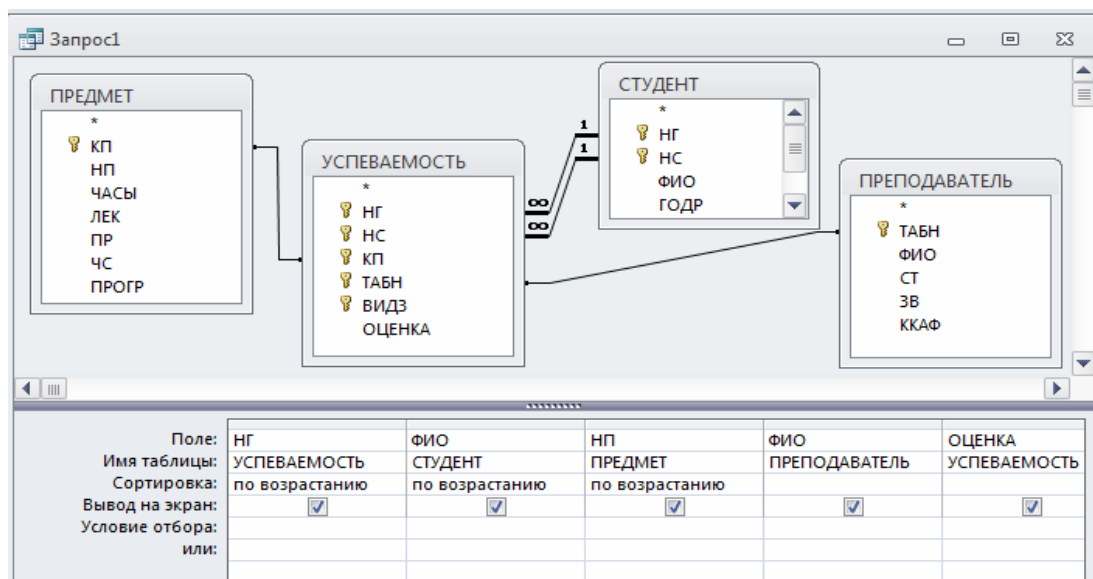 Запрос1
ПРЕДМЕТ
*
КП
НП
ЧАСЫ
ЛЕК
ПР
ЧС
ПРОГР
УСПЕВАЕМОСТЬ
*
НГ
НС
КП
ТАБН
ВИДЗ
ОЦЕНКА
∞
∞
1
1
СТУДЕНТ
*
НГ
НС
ФИО
ГОДР
ПРЕПОДАВАТЕЛЬ
*
ТАБН
ФИО
СТ
ЗВ
ККАФ
Поле: НГ ФИО НП ФИО ОЦЕНКА
Имя таблицы: УСПЕВАЕМОСТЬ СТУДЕНТ ПРЕДМЕТ ПРЕПОДАВАТЕЛЬ УСПЕВАЕМОСТЬ
Сортировка: по возрастанию по возрастанию по возрастанию
Вывод на экран:
Условие отбора:
или: